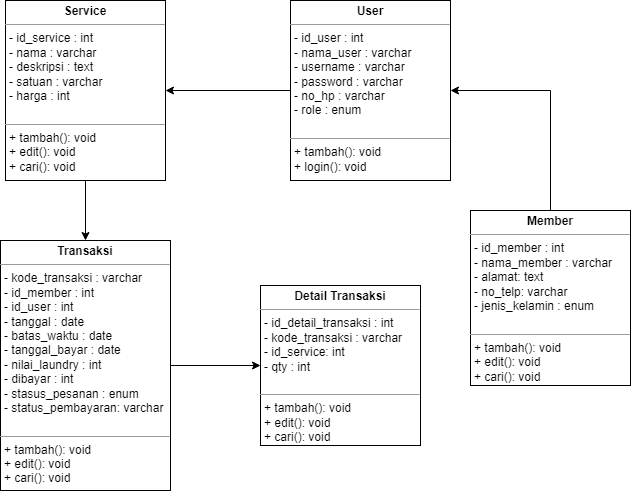 Service
- id_service : int
- nama : varchar
- deskripsi : text
- satuan : varchar
- harga : int
+ tambah(): void
+ edit(): void
+ cari(): void
User
- id_user : int
- nama_user : varchar
- username : varchar
- password : varchar
- no_hp : varchar
- role : enum
+ tambah(): void
+ login(): void
Member
- id_member : int
- nama_member : varchar
- alamat: text
- no_telp: varchar
- jenis_kelamin : enum
+ tambah(): void
+ edit(): void
+ cari(): void
Transaksi
- kode_transaksi : varchar
- id_member : int
- id_user : int
- tanggal : date
- batas_waktu : date
- tanggal_bayar : date
- nilai_laundry : int
- dibayar : int
- stasus_pesanan : enum
- status_pembayaran: varchar
+ tambah(): void
+ edit(): void
+ cari(): void
Detail Transaksi
- id_detail_transaksi : int
- kode_transaksi : varchar
- id_service: int
- qty : int
+ tambah(): void
+ edit(): void
+ cari(): void